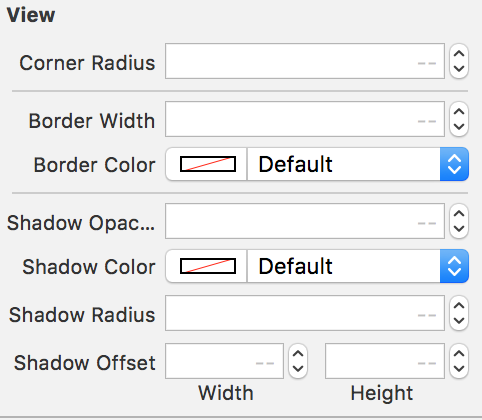 View
Corner Radius --
Border Width --
Border Color Default
Shadow Opac... --
Shadow Color Default
Shadow Radius --
Shadow Offset -- --
Width Height